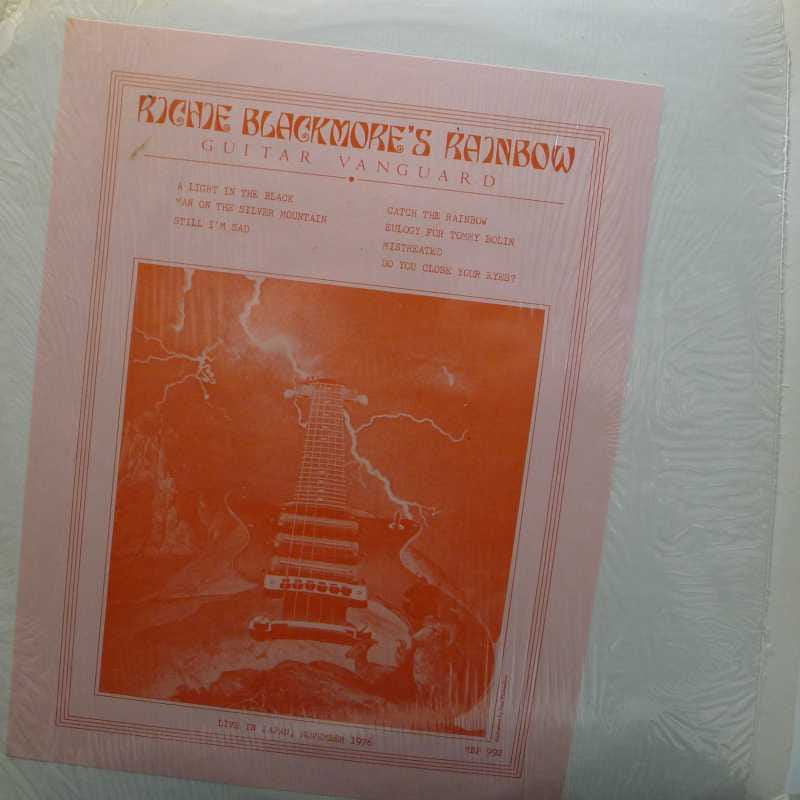 RICHIE BLACKMORE'S RAINBOW
GUITAR VANGUARD
A LIGHT IN THE BLACK
MAN ON THE SILVER MOUNTAIN
STILL I'M SAD
CATCH THE RAINBOW
EULOGY FOR TOMMY BOLIN
MISTREATED
DO YOU CLOSE YOUR EYES?
LIVE IN JAPAN, NOVEMBER 1976
992